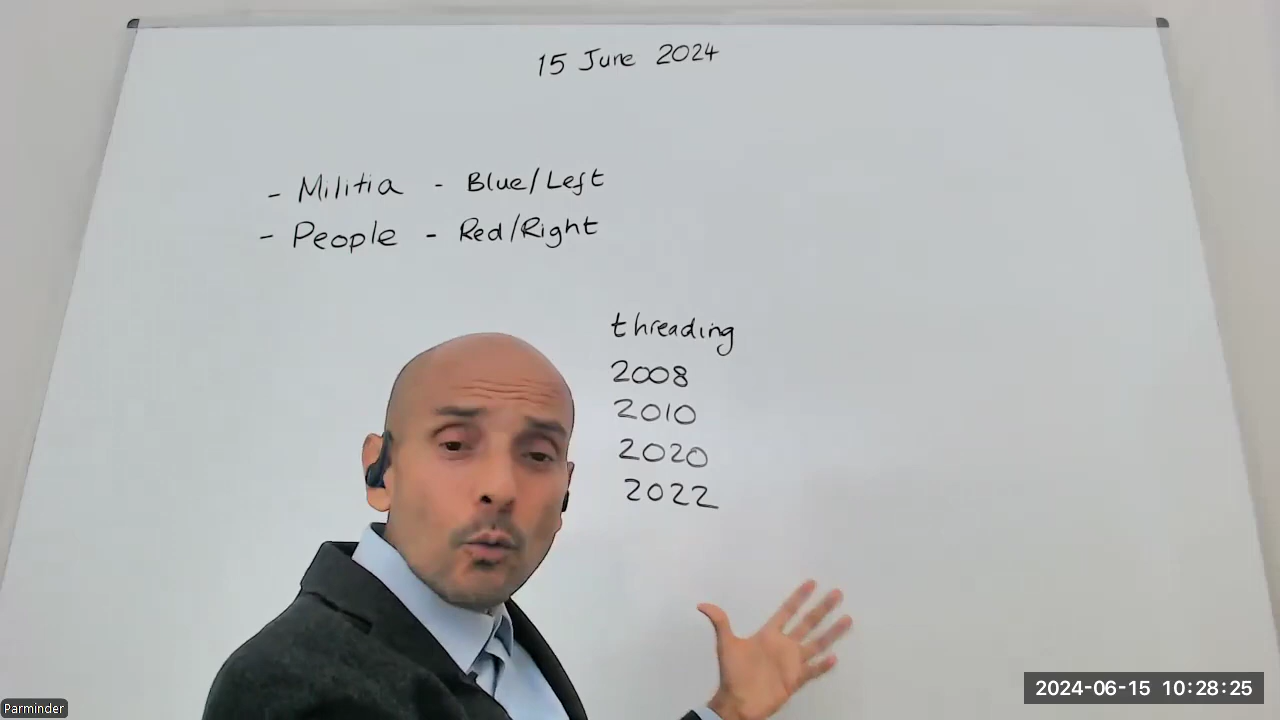 15 June 2024
- Militia - Blue/Left
- People - Red/Right
threading
2008
2010
2020
2022
Parminder
2024-06-15 10:28:25